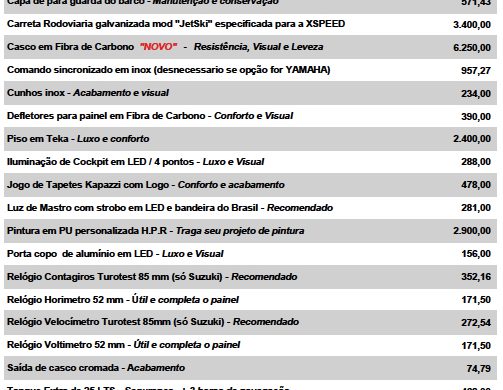 Capa de para guarda do barco - Manutenção e conservação 571,43
Carreta Rodoviaria galvanizada mod "JetSki" especificada para a XSPEED 3.400,00
Casco em Fibra de Carbono "NOVO" - Resistência, Visual e Leveza 6.250,00
Comando sincronizado em inox (desnecessario se option for YAMAHA) 957,27
Cunhos inox - Acabamento e visual 234,00
Defletores para painel em Fibra de Carbono - Conforto e Visual 390,00
Piso em Teka - Luxo e conforto 2.400,00
Iluminação de Cockpit em LED / 4 pontos - Luxo e Visual 288,00
Jogo de Tapetes Kapazzi com Logo - Conforto e acabamento 478,00
Luz de Mastro com strobo em LED e bandeira do Brasil - Recomendado 281,00
Pintura em PU personalizada H.P.R - Traga seu projeto de pintura 2.900,00
Porta copo de alumínio em LED - Luxo e Visual 156,00
Relógio Contagiros Turotest 85 mm (só Suzuki) - Recomendado 352,16
Relógio Horimetro 52 mm - Útil e completa o painel 171,50
Relógio Velocímetro Turotest 85mm (só Suzuki) - Recomendado 272,54
Relógio Voltimetro 52 mm - Útil e completa o painel 171,50
Saída de casco cromada - Acabamento 74,79